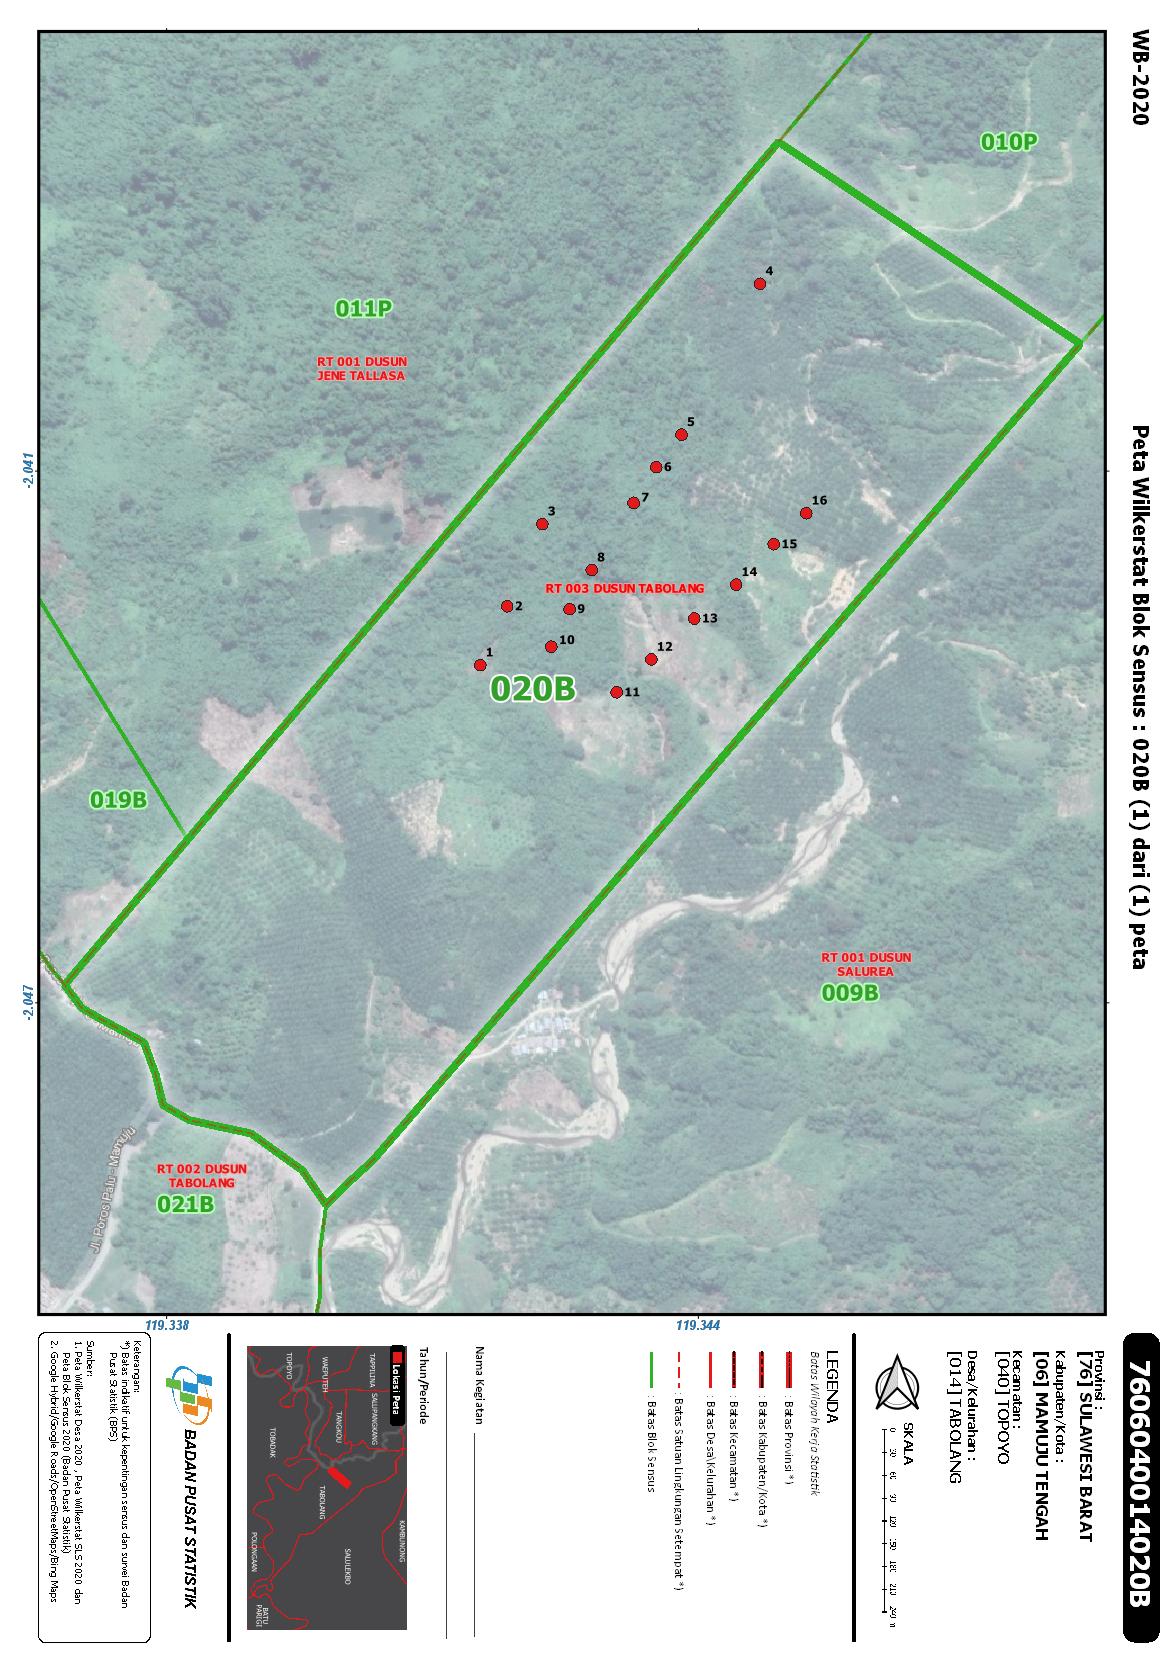 WB-2020
Peta Wilkerstat Blok Sensus : 020B (1) dari (1) peta
010P
4
011P
RT 001 DUSUN
JENE TALLASA
5
6
7
3
16
15
8
14
RT 003 DUSUN TABOLANG
2
9
13
10
12
1
020B
11
019B
RT 001 DUSUN
SALUREA
009B
RT 002 DUSUN
TABOLANG
021B
Jl. Poros Palu - Mamuju
-2.041
-2.047
119.338
119.344
7606040014020B
Provinsi :
[76] SULAWESI BARAT
Kabupaten/Kota :
[06] MAMUJU TENGAH
Kecamatan :
[040] TOPOYO
Desa/Kelurahan :
[014] TABOLANG
SKALA
0 30 60 90 120 150 180 210 240 m
LEGENDA
Batas Wilayah Kerja Statistik
: Batas Provinsi *)
: Batas Kabupaten/Kota *)
: Batas Kecamatan *)
: Batas Desa\Kelurahan *)
: Batas Satuan Lingkungan Setempat *)
: Batas Blok Sensus
Nama Kegiatan
Tahun/Periode
Lokasi Peta
TAPPILINA
SALUPANGKANG
KAMBUNONG
WAEPUTEH
TANGKOU
TABOLANG
SALULEKBO
TOPOYO
TOBADAK
POLONGAAN
BATU
PARIGI
BADAN PUSAT STATISTIK
Keterangan:
*) Batas indikatif untuk kepentingan sensus dan survei Badan
Pusat Statistik (BPS)
Sumber:
1. Peta Wilkerstat Desa 2020 , Peta Wilkerstat SLS 2020 dan
Peta Blok Sensus 2020 (Badan Pusat Statistik)
2. Google Hybrid/Google Roads/OpenStreetMaps/Bing Maps